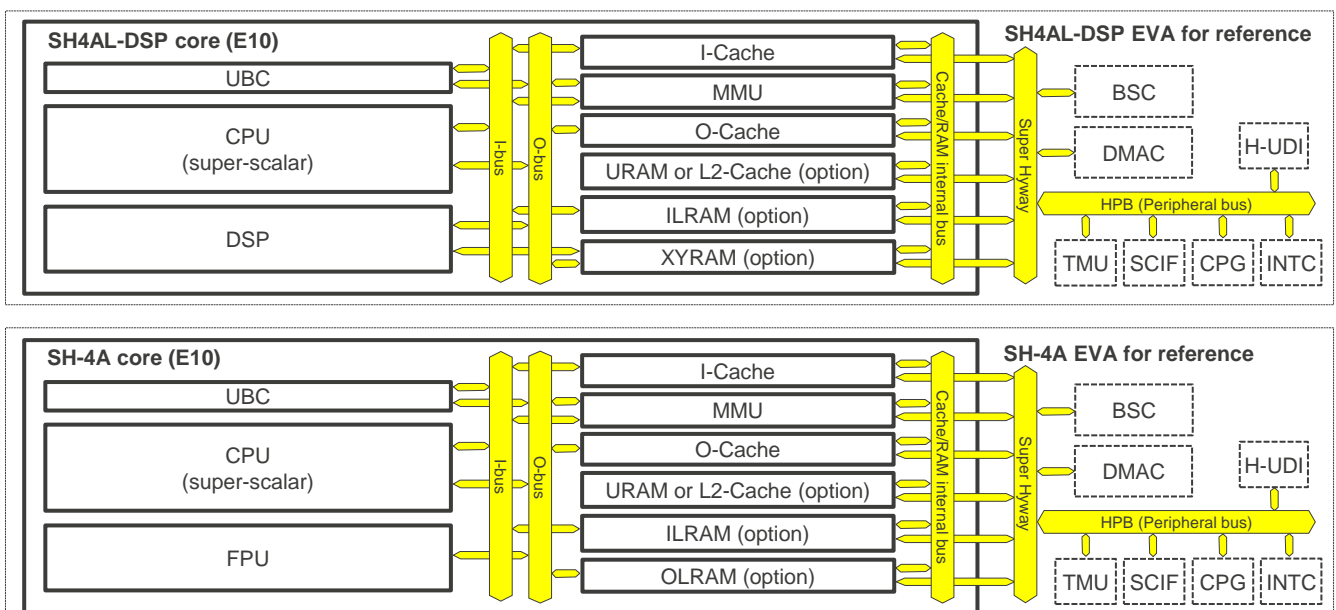 SH4AL-DSP core (E10)
SH4AL-DSP EVA for reference
UBC
CPU
(super-scalar)
DSP
I-bus
O-bus
I-Cache
MMU
O-Cache
URAM or L2-Cache (option)
ILRAM (option)
XYRAM (option)
Cache/RAM internal bus
Super Hyway
BSC
DMAC
H-UDI
HPB (Peripheral bus)
TMU
SCIF
CPG
INTC
SH-4A core (E10)
SH-4A EVA for reference
UBC
CPU
(super-scalar)
FPU
I-bus
O-bus
I-Cache
MMU
O-Cache
URAM or L2-Cache (option)
ILRAM (option)
OLRAM (option)
Cache/RAM internal bus
Super Hyway
BSC
DMAC
H-UDI
HPB (Peripheral bus)
TMU
SCIF
CPG
INTC